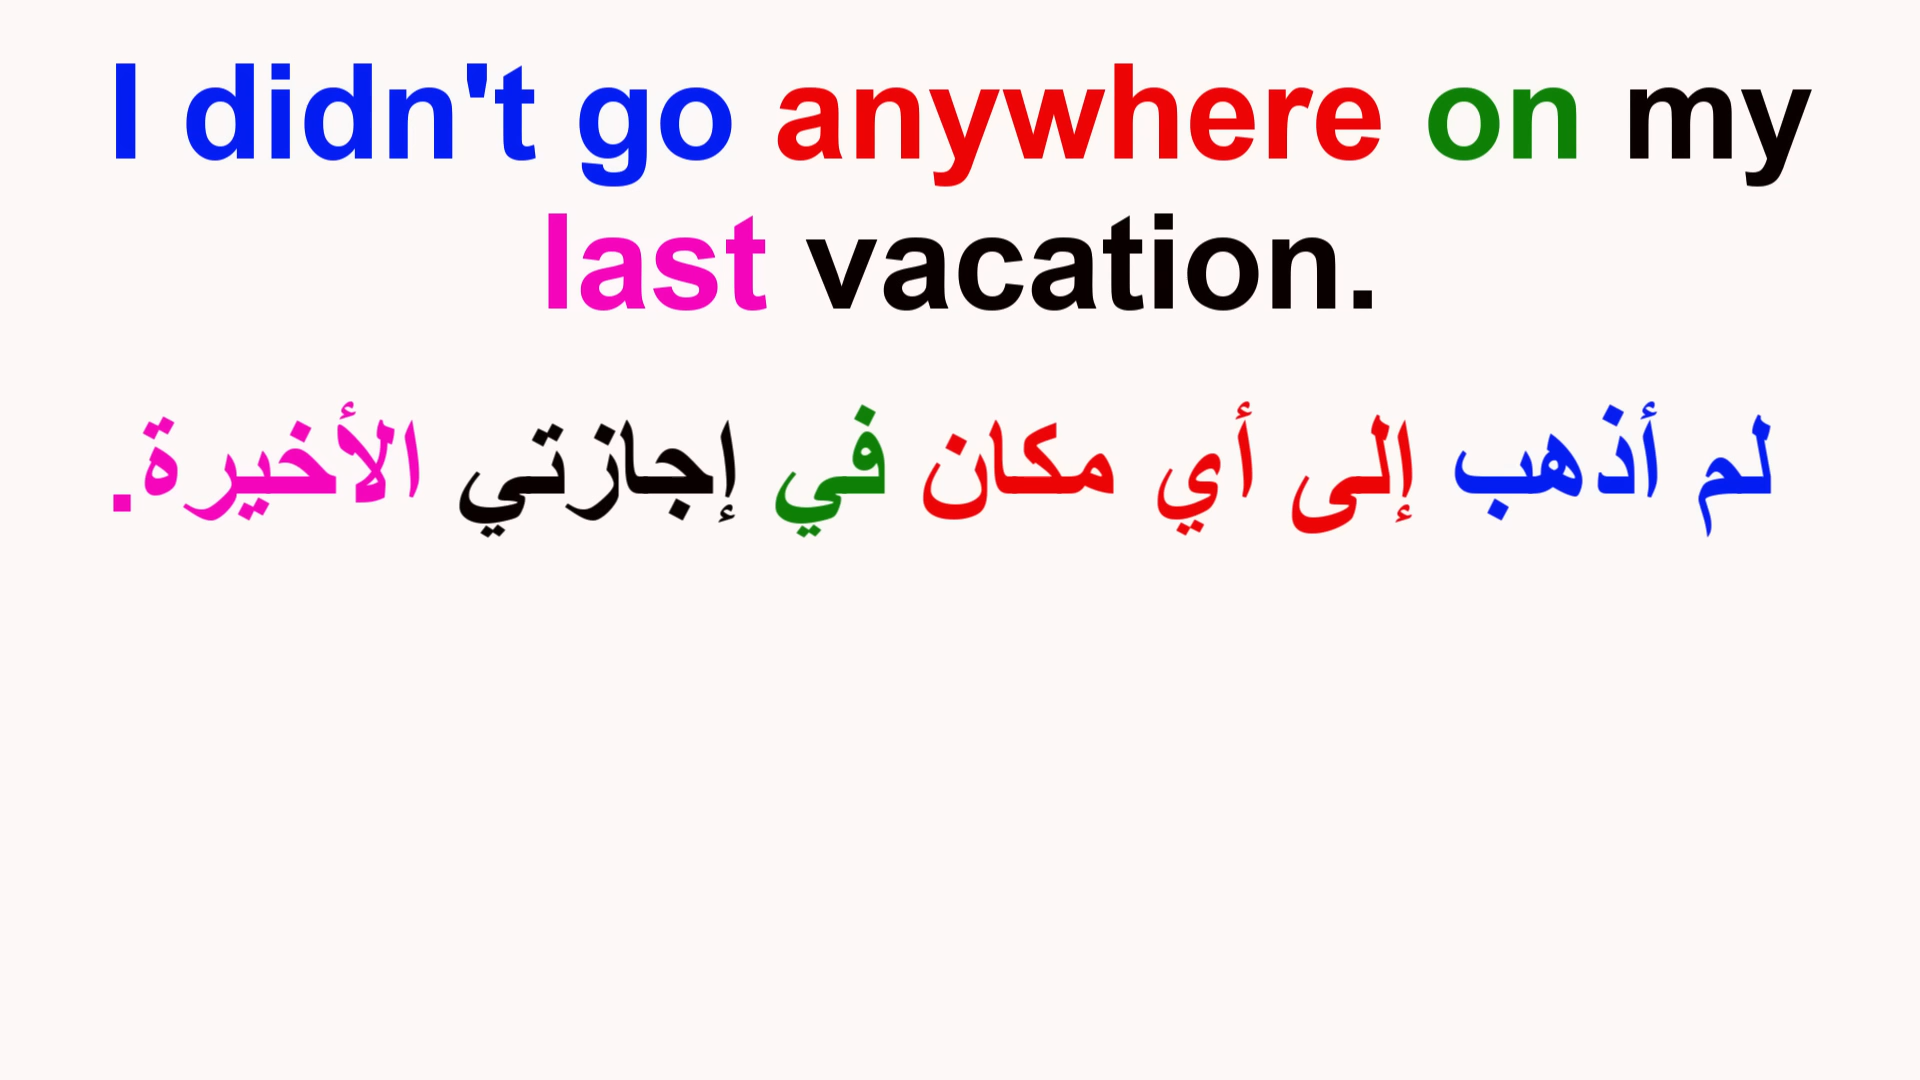 I didn't go anywhere on my
last vacation.
لم أذهب إلى أي مكان في إجازتي الأخيرة.